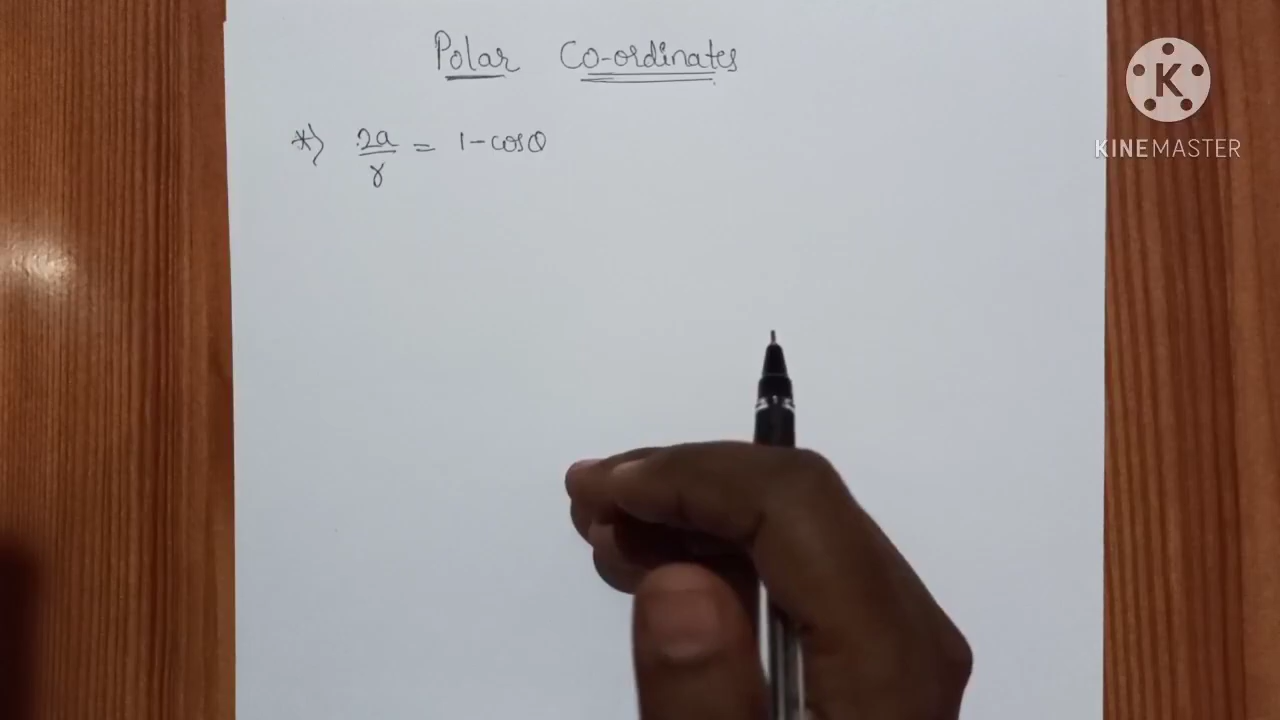 Polar Co-ordinates
*) 2a/r = 1-cosθ
K
KINEMASTER